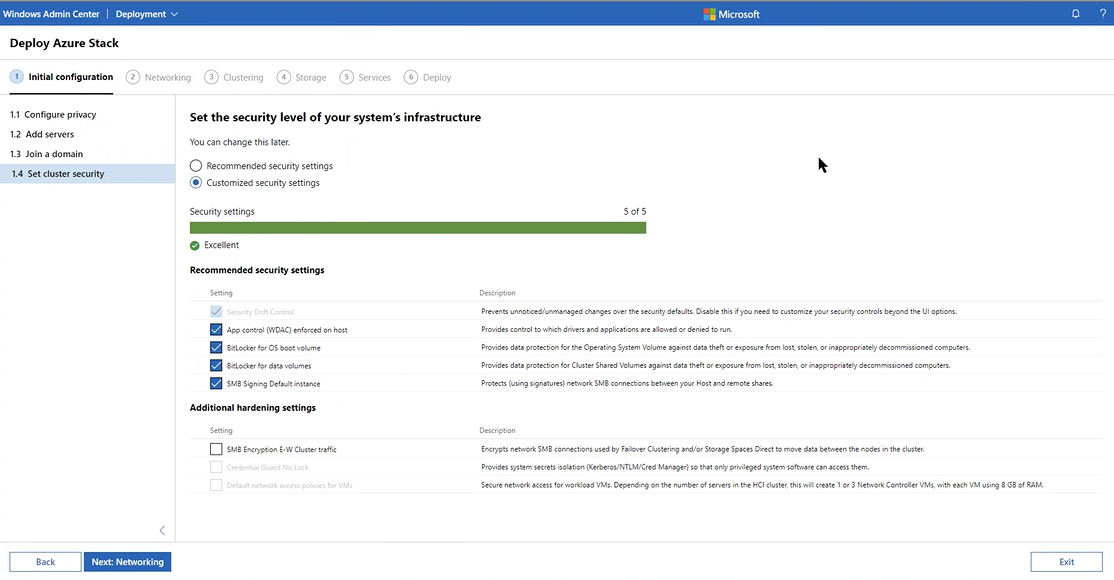 Windows Admin Center | Deployment
Microsoft
?
Deploy Azure Stack
1 Initial configuration
2 Networking
3 Clustering
4 Storage
5 Services
6 Deploy
1.1 Configure privacy
1.2 Add servers
1.3 Join a domain
1.4 Set cluster security
Set the security level of your system's infrastructure
You can change this later.
Recommended security settings
Customized security settings
Security settings 5 of 5
Excellent
Recommended security settings
Setting Description
Security Drift Control Prevents unnoticed/unmanaged changes over the security defaults. Disable this if you need to customize your security controls beyond the UI options.
App control (WDAC) enforced on host Provides control to which drivers and applications are allowed or denied to run.
BitLocker for OS boot volume Provides data protection for the Operating System Volume against data theft or exposure from lost, stolen, or inappropriately decommissioned computers.
BitLocker for data volumes Provides data protection for Cluster Shared Volumes against data theft or exposure from lost, stolen, or inappropriately decommissioned computers.
SMB Signing Default instance Protects (using signatures) network SMB connections between your Host and remote shares.
Additional hardening settings
Setting Description
SMB Encryption E-W Cluster traffic Encrypts network SMB connections used by Failover Clustering and/or Storage Spaces Direct to move data between the nodes in the cluster.
Credential Guard No Lock Provides system secrets isolation (Kerberos/NTLM/Cred Manager) so that only privileged system software can access them.
Default network access policies for VMs Secure network access for workload VMs. Depending on the number of servers in the HCI cluster, this will create 1 or 3 Network Controller VMs, with each VM using 8 GB of RAM.
Back
Next: Networking
Exit